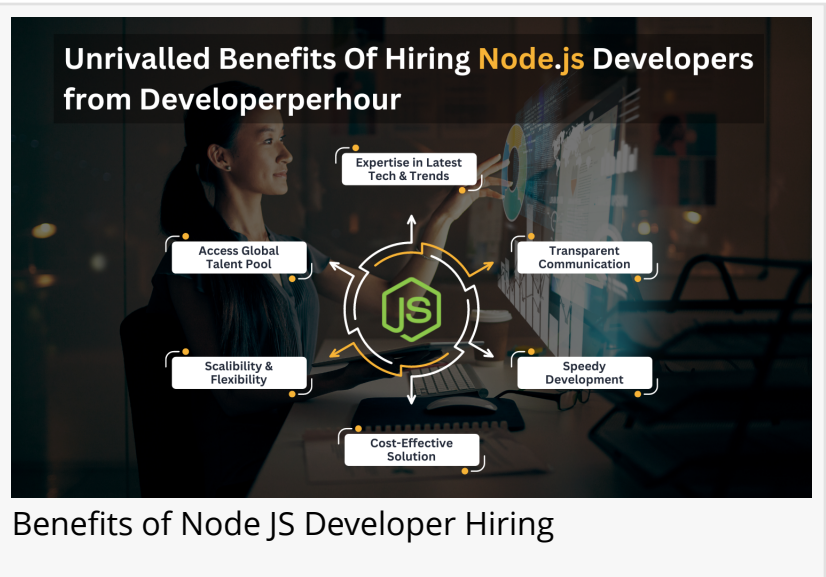 Unrivalled Benefits Of Hiring Node.js Developers
from Developerperhour
Expertise in Latest
Tech & Trends
Access Global
Talent Pool
Transparent
Communication
JS
Scalibility &
Flexibility
Speedy
Development
Cost-Effective
Solution
Benefits of Node JS Developer Hiring